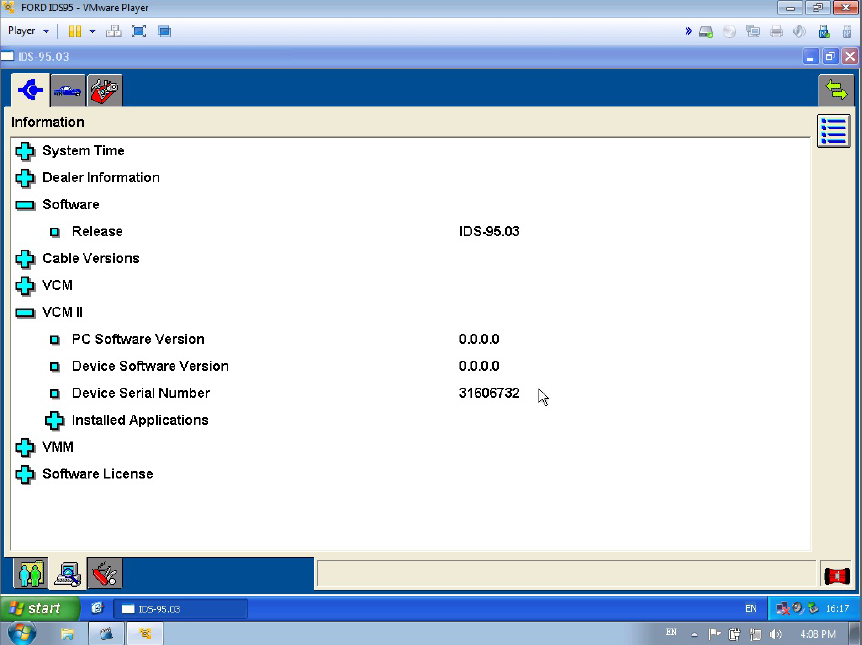 FORD IDS95 - VMware Player
Player
IDS-95.03
Information
System Time
Dealer Information
Software
Release IDS-95.03
Cable Versions
VCM
VCM II
PC Software Version 0.0.0.0
Device Software Version 0.0.0.0
Device Serial Number 31606732
Installed Applications
VMM
Software License
start IDS-95.03 EN 16:17
EN 4:08 PM